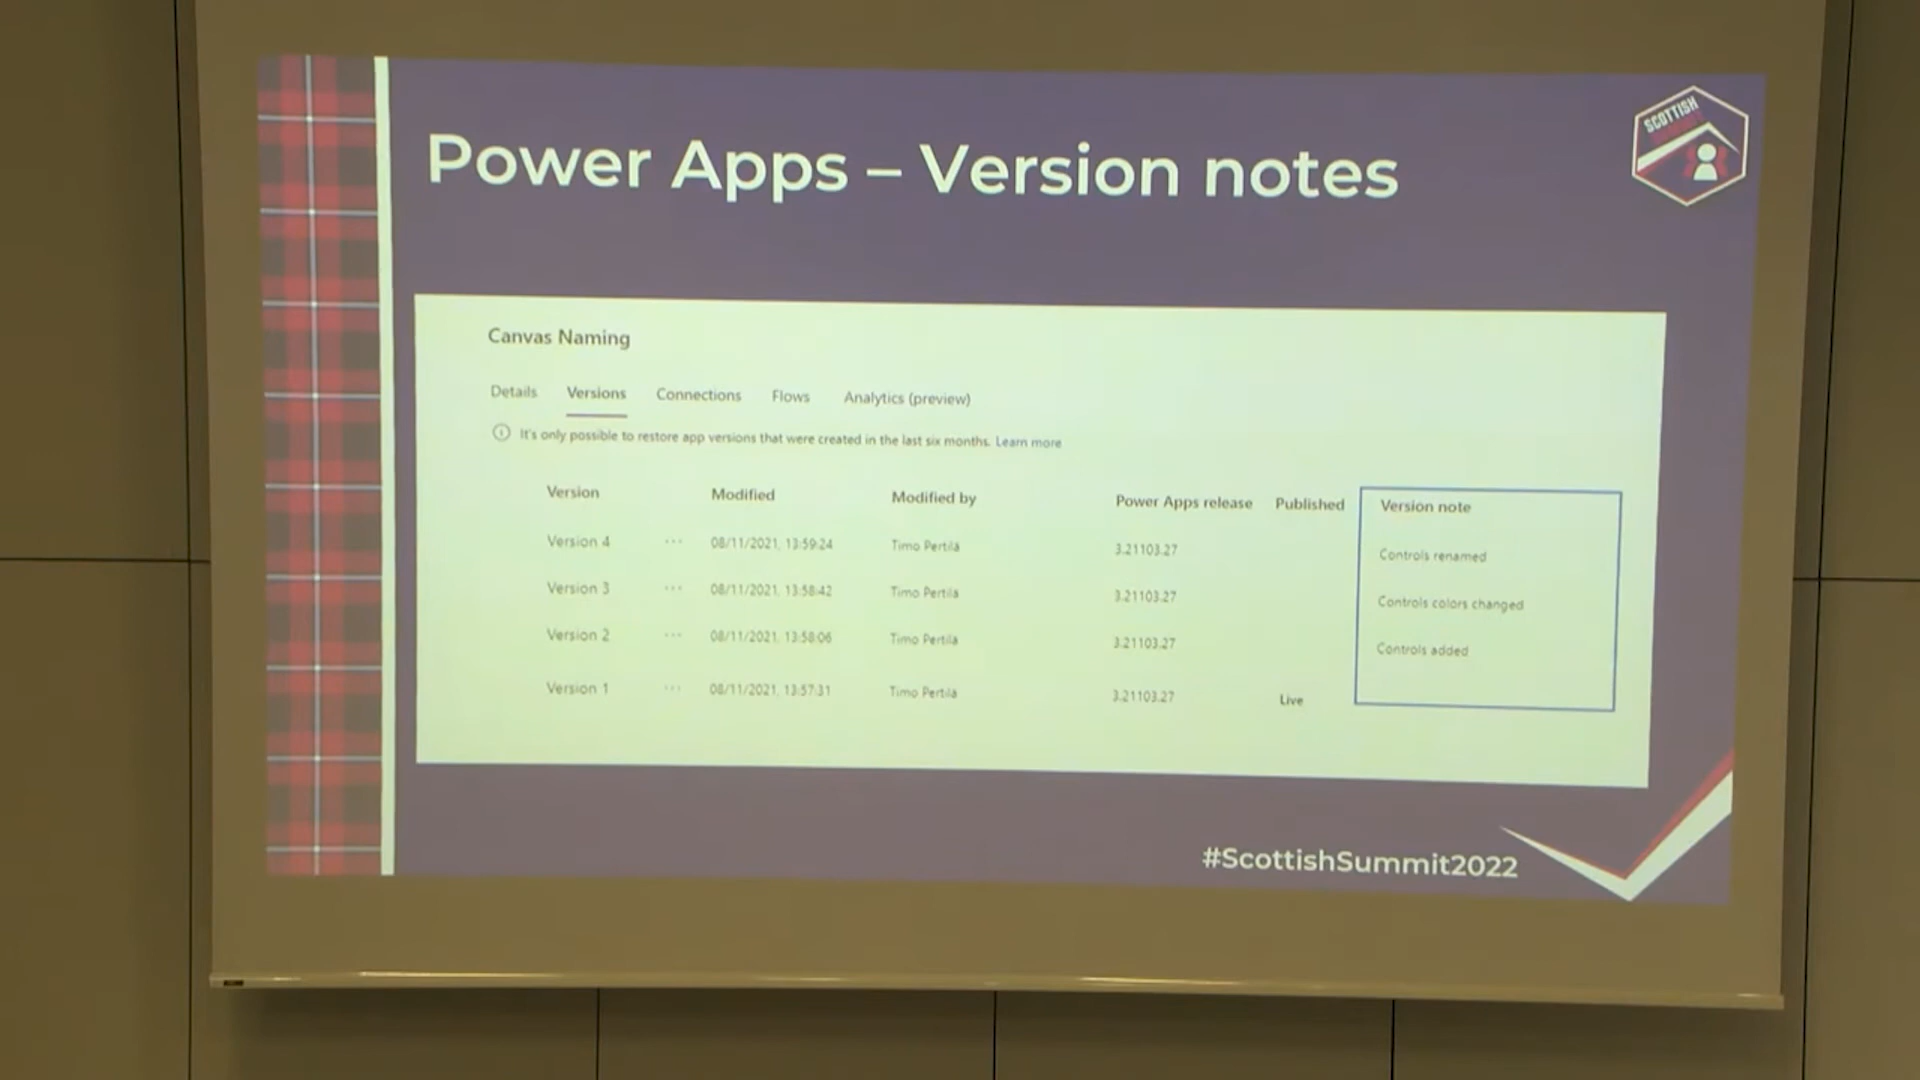 SCOTTISH
Power Apps – Version notes
Canvas Naming
Details Versions Connections Flows Analytics (preview)
It's only possible to restore app versions that were created in the last six months. Learn more
Version Modified Modified by Power Apps release Published Version note
Version 4 ... 08/11/2021, 13:59:24 Timo Pertilä 3.21103.27 Controls renamed
Version 3 ... 08/11/2021, 13:58:42 Timo Pertilä 3.21103.27 Controls colors changed
Version 2 ... 08/11/2021, 13:58:06 Timo Pertilä 3.21103.27 Controls added
Version 1 ... 08/11/2021, 13:57:31 Timo Pertilä 3.21103.27 Live
#ScottishSummit2022